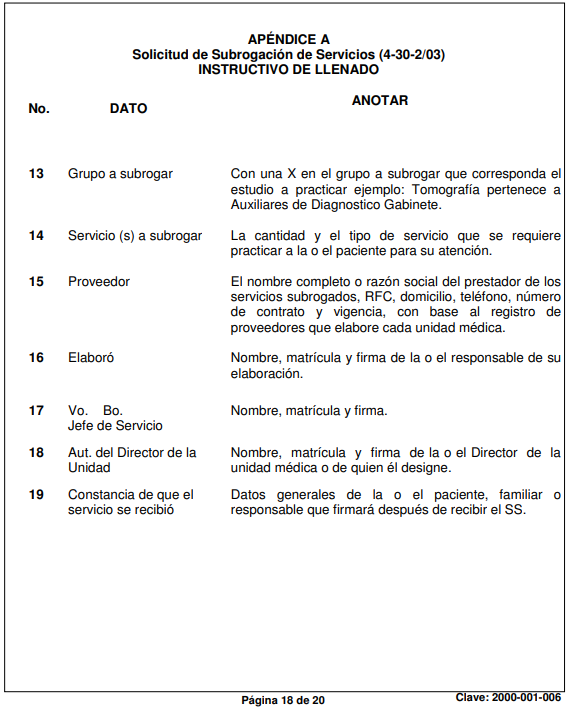 APÉNDICE A
Solicitud de Subrogación de Servicios (4-30-2/03)
INSTRUCTIVO DE LLENADO
No. DATO ANOTAR
13 Grupo a subrogar Con una X en el grupo a subrogar que corresponda el
estudio a practicar ejemplo: Tomografía pertenece a
Auxiliares de Diagnostico Gabinete.
14 Servicio (s) a subrogar La cantidad y el tipo de servicio que se requiere
practicar a la o el paciente para su atención.
15 Proveedor El nombre completo o razón social del prestador de los
servicios subrogados, RFC, domicilio, teléfono, número
de contrato y vigencia, con base al registro de
proveedores que elabore cada unidad médica.
16 Elaboró Nombre, matrícula y firma de la o el responsable de su
elaboración.
17 Vo. Bo. Nombre, matrícula y firma.
Jefe de Servicio
18 Aut. del Director de la Nombre, matrícula y firma de la o el Director de la
Unidad unidad médica o de quien él designe.
19 Constancia de que el Datos generales de la o el paciente, familiar o
servicio se recibió responsable que firmará después de recibir el SS.
Página 18 de 20 Clave: 2000-001-006